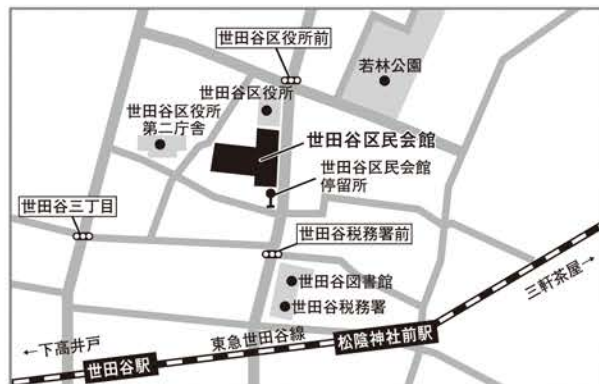 世田谷区役所前
若林公園
世田谷区役所
世田谷区役所
第二庁舎
世田谷区民会館
世田谷区民会館
停留所
世田谷三丁目
世田谷税務署前
世田谷図書館
世田谷税務署
三軒茶屋→
東急世田谷線
松陰神社前駅
←下高井戸
世田谷駅